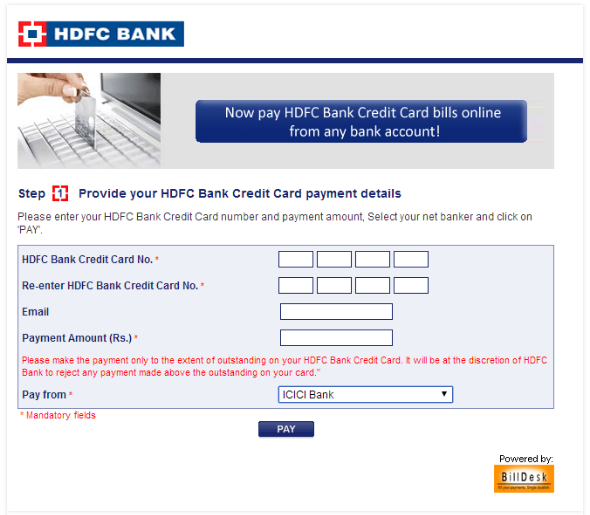 HDFC BANK
Now pay HDFC Bank Credit Card bills online
from any bank account!
Step 1 Provide your HDFC Bank Credit Card payment details
Please enter your HDFC Bank Credit Card number and payment amount, Select your net banker and click on
'PAY'.
HDFC Bank Credit Card No. *
Re-enter HDFC Bank Credit Card No. *
Email
Payment Amount (Rs.) *
Please make the payment only to the extent of outstanding on your HDFC Bank Credit Card. It will be at the discretion of HDFC
Bank to reject any payment made above the outstanding on your card."
Pay from *
ICICI Bank
* Mandatory fields
PAY
Powered by:
BillDesk